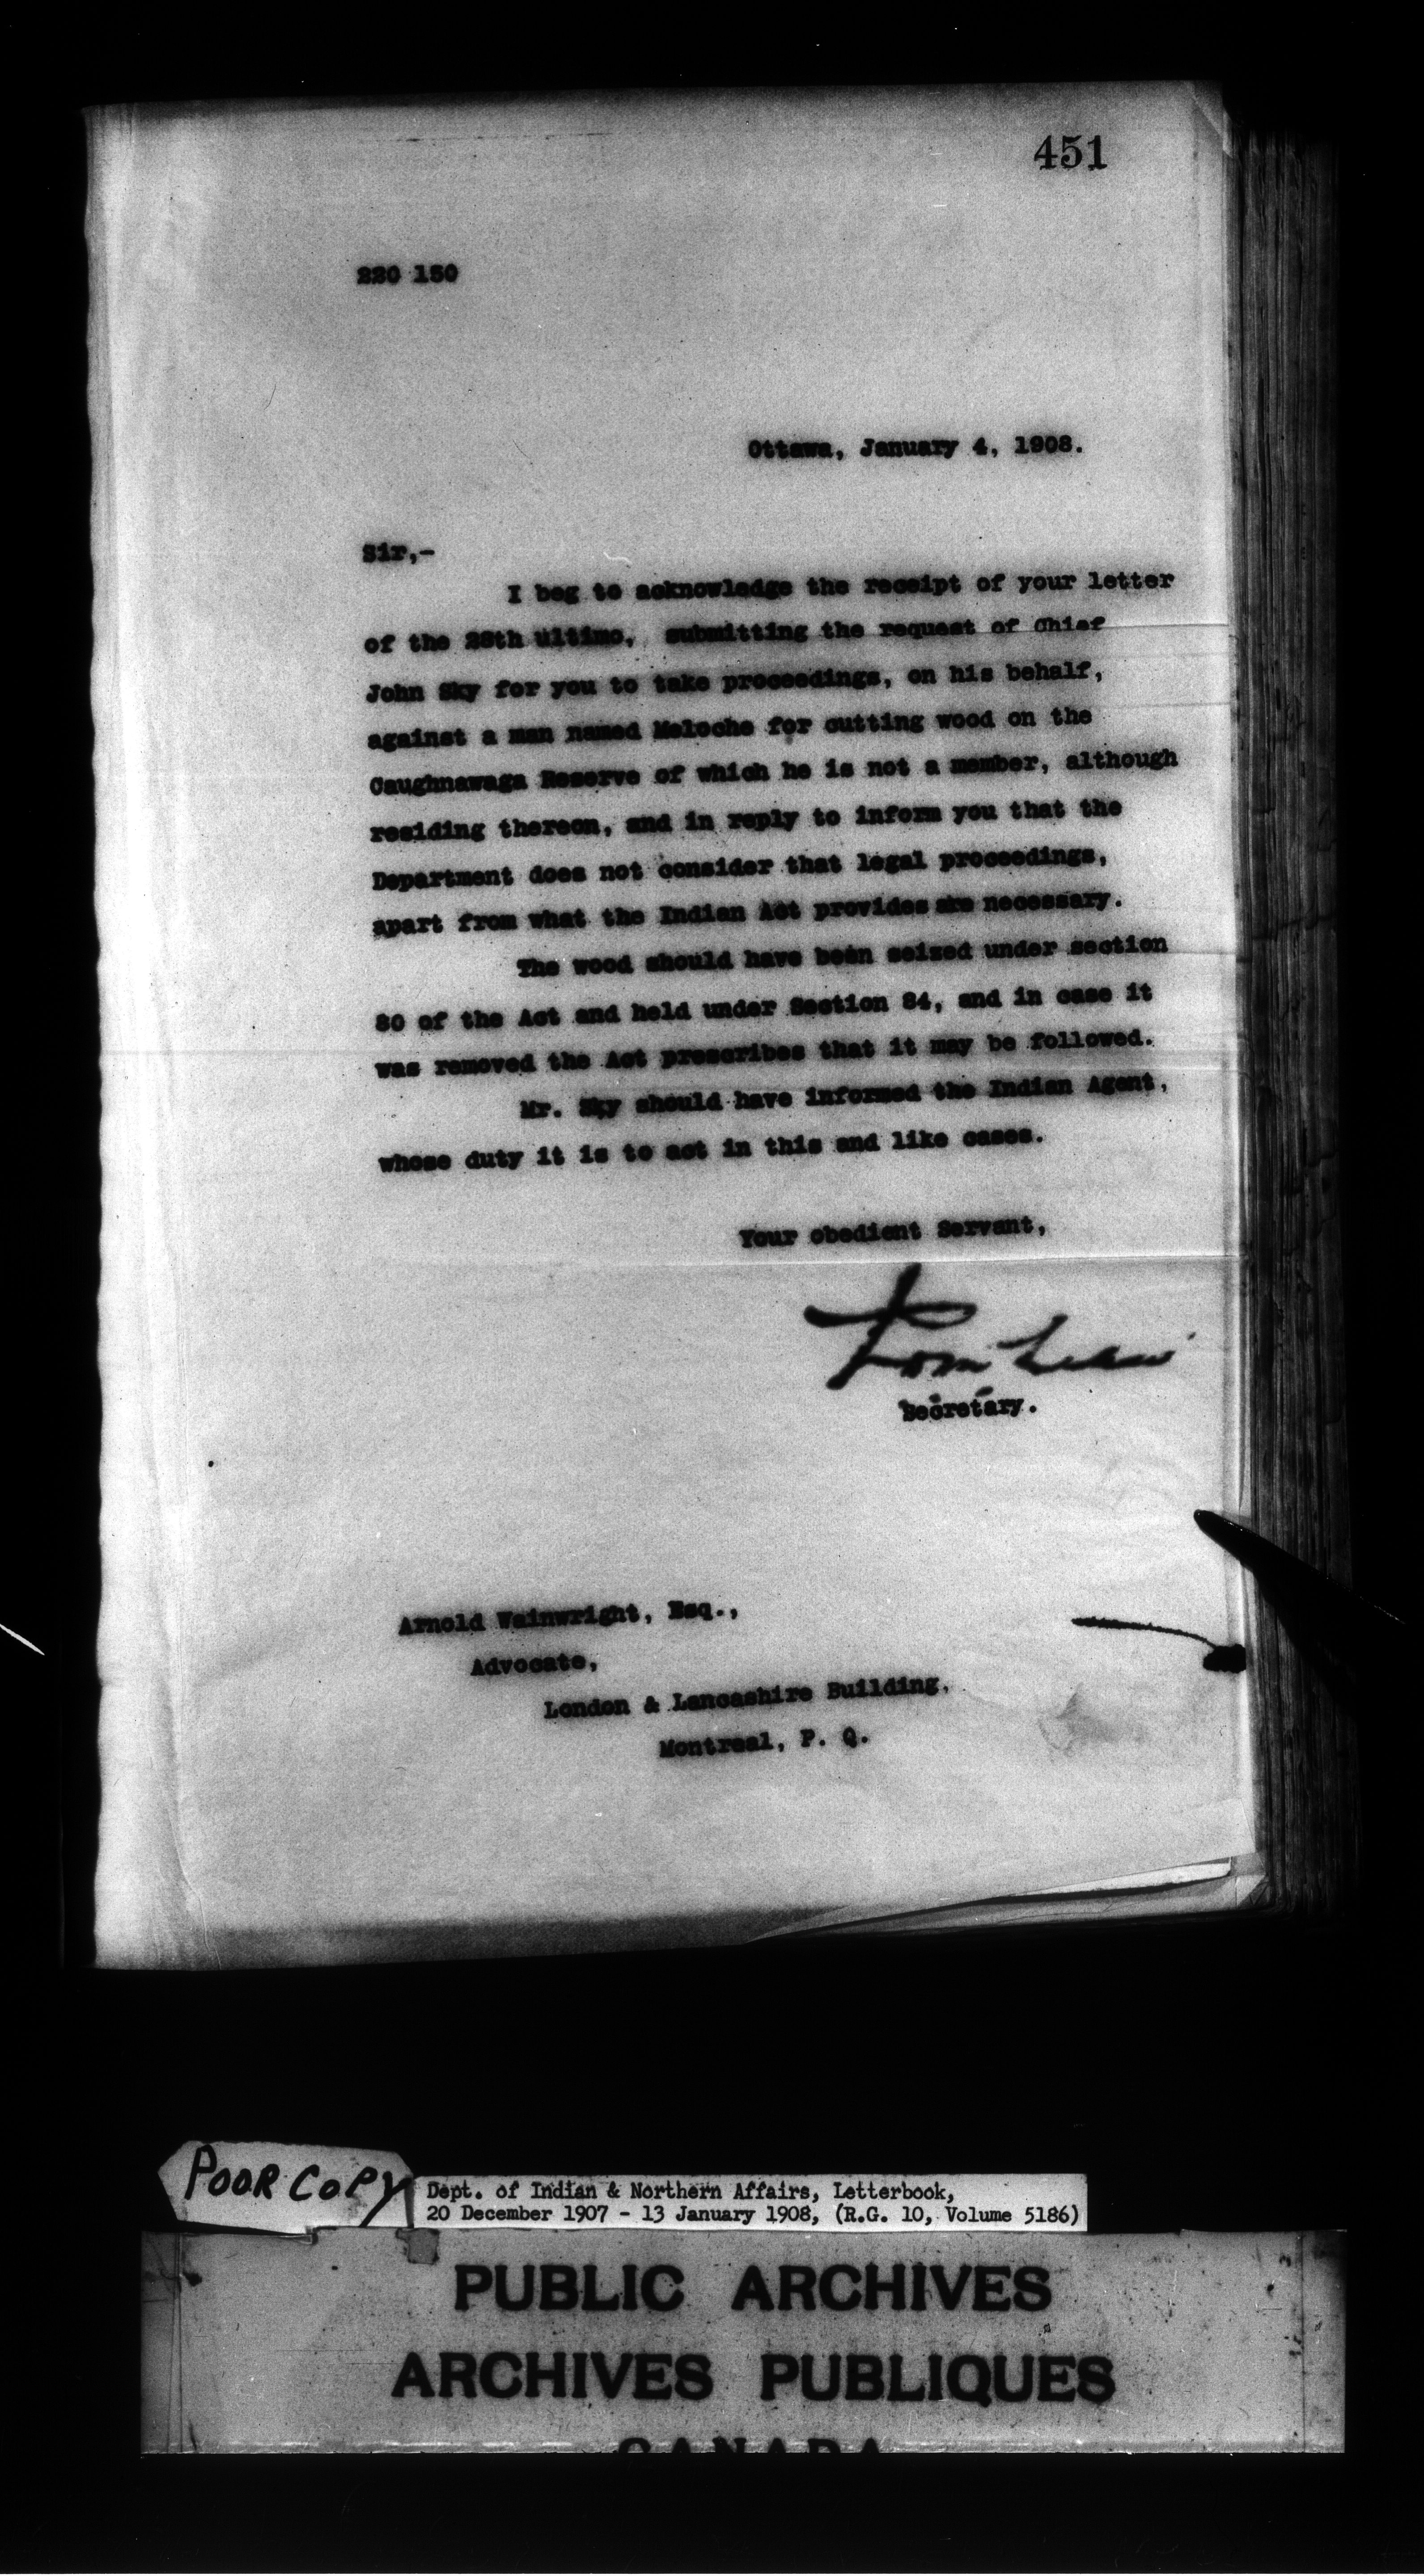 451
220 150
Ottawa, January 4, 1908.
Sir,-
I beg to acknowledge the receipt of your letter
of the 28th ultimo, submitting the request of Chief
John Sky for you to take proceedings, on his behalf,
against a man named Meloche for cutting wood on the
Caughnawaga Reserve of which he is not a member, although
residing thereon, and in reply to inform you that the
Department does not consider that legal proceedings,
apart from what the Indian Act provides are necessary.
The wood should have been seized under section
80 of the Act and held under Section 84, and in case it
was removed the Act prescribes that it may be followed.
Mr. Sky should have informed the Indian Agent,
whose duty it is to act in this and like cases.
Your obedient Servant,
Secretary.
Arnold Wainwright, Esq.,
Advocate,
London & Lancashire Building,
Montreal, P. Q.
POOR COPY
Dept. of Indian & Northern Affairs, Letterbook,
20 December 1907 - 13 January 1908, (R.G. 10, Volume 5186)
PUBLIC ARCHIVES
ARCHIVES PUBLIQUES
CANADA